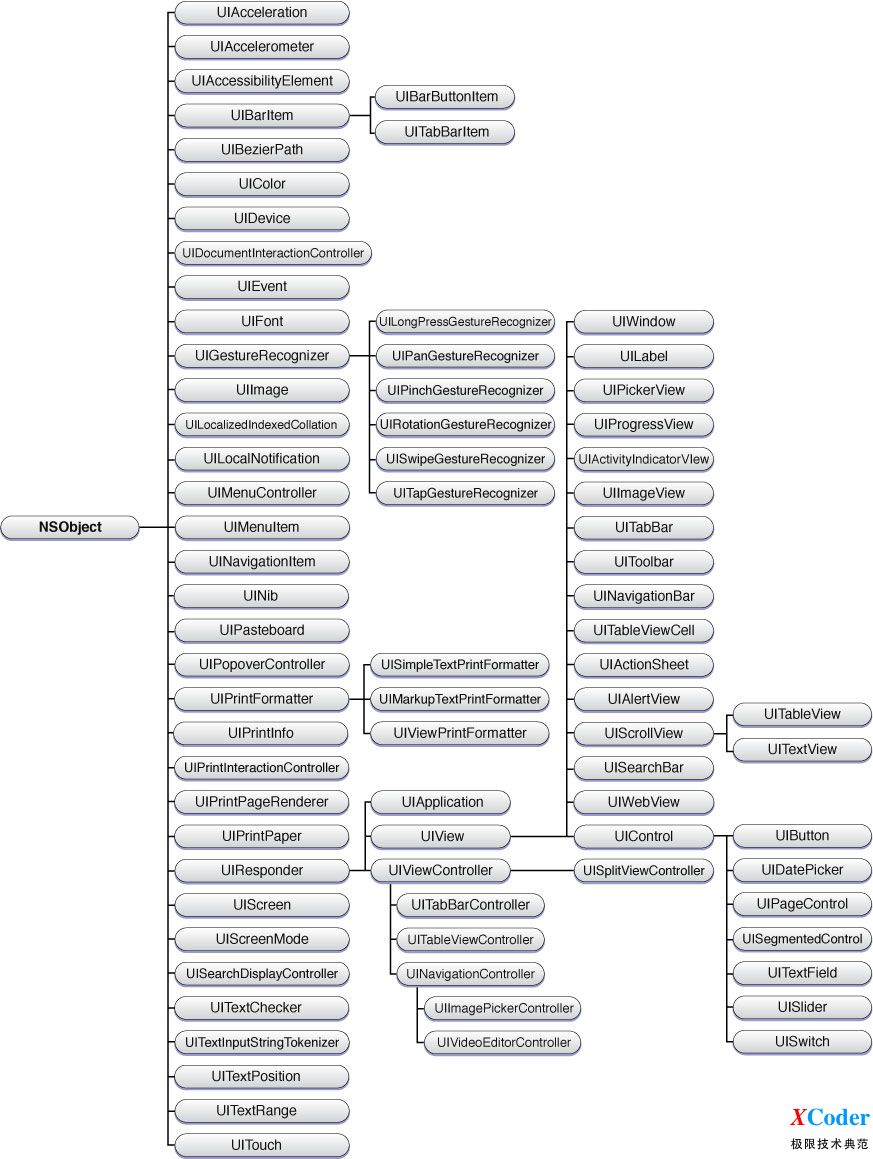 UIAcceleration
UIAccelerometer
UIAccessibilityElement
UIBarItem
UIBarButtonItem
UITabBarItem
UIBezierPath
UIColor
UIDevice
UIDocumentInteractionController
UIEvent
UIFont
UIGestureRecognizer
UILongPressGestureRecognizer
UIPanGestureRecognizer
UIPinchGestureRecognizer
UIRotationGestureRecognizer
UISwipeGestureRecognizer
UITapGestureRecognizer
UIImage
UILocalizedIndexedCollation
UILocalNotification
UIMenuController
NSObject
UIMenuItem
UINavigationItem
UINib
UIPasteboard
UIPopoverController
UIPrintFormatter
UISimpleTextPrintFormatter
UIMarkupTextPrintFormatter
UIViewPrintFormatter
UIPrintInfo
UIPrintInteractionController
UIPrintPageRenderer
UIPrintPaper
UIResponder
UIApplication
UIView
UIViewController
UIWindow
UILabel
UIPickerView
UIProgressView
UIActivityIndicatorVIew
UIImageView
UITabBar
UIToolbar
UINavigationBar
UITableViewCell
UIActionSheet
UIAlertView
UIScrollView
UITableView
UITextView
UISearchBar
UIWebView
UIControl
UIButton
UIDatePicker
UIPageControl
UISegmentedControl
UITextField
UISlider
UISwitch
UISplitViewController
UITabBarController
UITableViewController
UINavigationController
UIImagePickerController
UIVideoEditorController
UIScreen
UIScreenMode
UISearchDisplayController
UITextChecker
UITextInputStringTokenizer
UITextPosition
UITextRange
UITouch
XCoder
极限技术典范